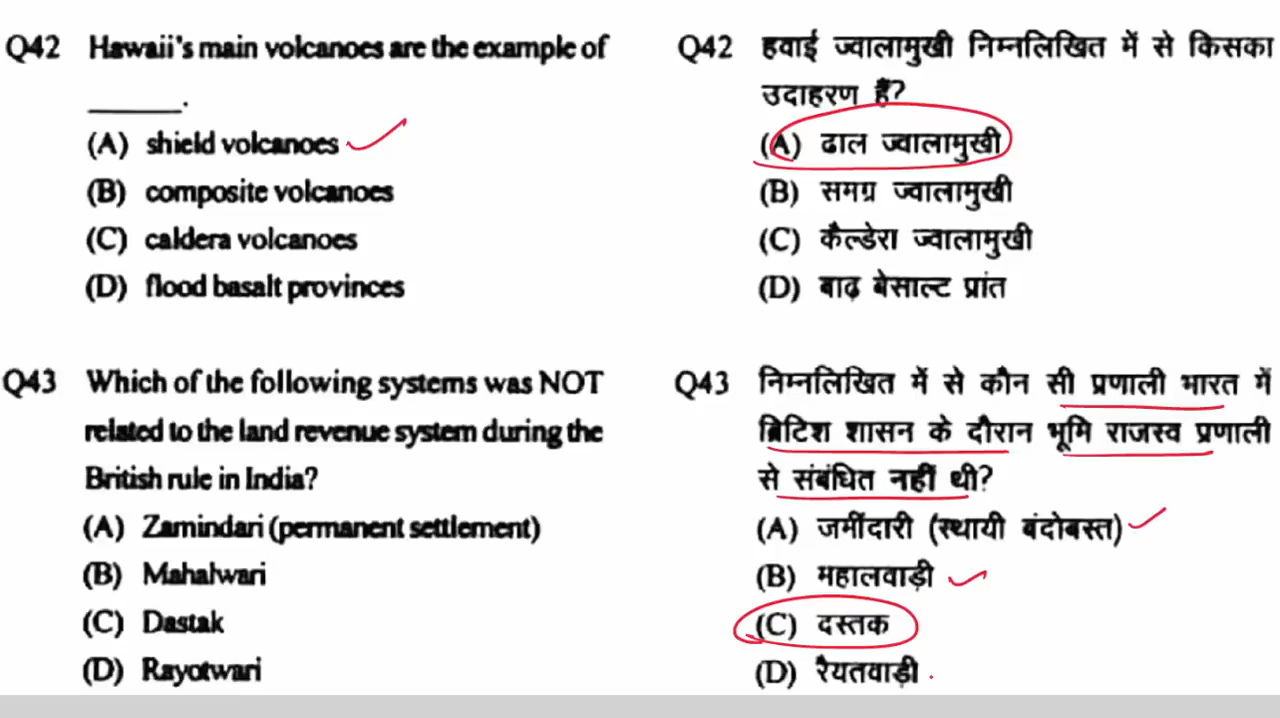 Q42 Hawaii's main volcanoes are the example of
______.
(A) shield volcanoes
(B) composite volcanoes
(C) caldera volcanoes
(D) flood basalt provinces
Q43 Which of the following systems was NOT
related to the land revenue system during the
British rule in India?
(A) Zamindari (permanent settlement)
(B) Mahalwari
(C) Dastak
(D) Rayotwari
Q42 हवाई ज्वालामुखी निम्नलिखित में से किसका
उदाहरण हैं?
(A) ढाल ज्वालामुखी
(B) समग्र ज्वालामुखी
(C) कैल्डेरा ज्वालामुखी
(D) बाढ़ बेसाल्ट प्रांत
Q43 निम्नलिखित में से कौन सी प्रणाली भारत में
ब्रिटिश शासन के दौरान भूमि राजस्व प्रणाली
से संबंधित नहीं थी?
(A) जमींदारी (स्थायी बंदोबस्त)
(B) महालवाड़ी
(C) दस्तक
(D) रैयतवाड़ी